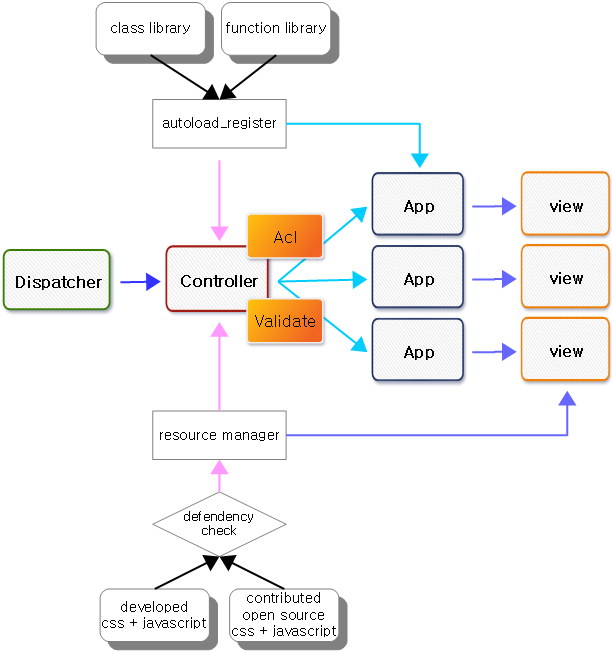 class library
function library
autoload_register
App
view
Acl
Dispatcher
Controller
App
view
Validate
App
view
resource manager
defendency
check
developed
css + javascript
contributed
open source
css + javascript